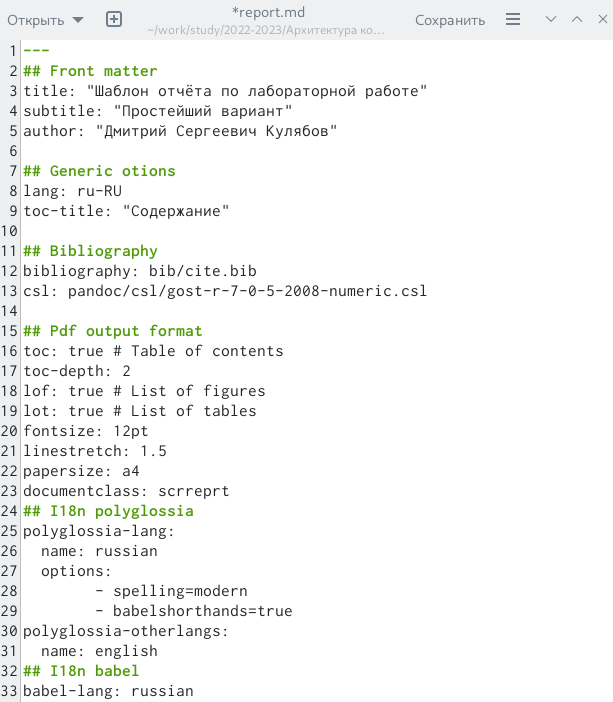 Открыть
*report.md
~/work/study/2022-2023/Архитектура ко...
Сохранить
1 ---
2 ## Front matter
3 title: "Шаблон отчёта по лабораторной работе"
4 subtitle: "Простейший вариант"
5 author: "Дмитрий Сергеевич Кулябов"
6
7 ## Generic otions
8 lang: ru-RU
9 toc-title: "Содержание"
10
11 ## Bibliography
12 bibliography: bib/cite.bib
13 csl: pandoc/csl/gost-r-7-0-5-2008-numeric.csl
14
15 ## Pdf output format
16 toc: true # Table of contents
17 toc-depth: 2
18 lof: true # List of figures
19 lot: true # List of tables
20 fontsize: 12pt
21 linestretch: 1.5
22 papersize: a4
23 documentclass: scrreprt
24 ## I18n polyglossia
25 polyglossia-lang:
26   name: russian
27   options:
28         - spelling=modern
29         - babelshorthands=true
30 polyglossia-otherlangs:
31   name: english
32 ## I18n babel
33 babel-lang: russian